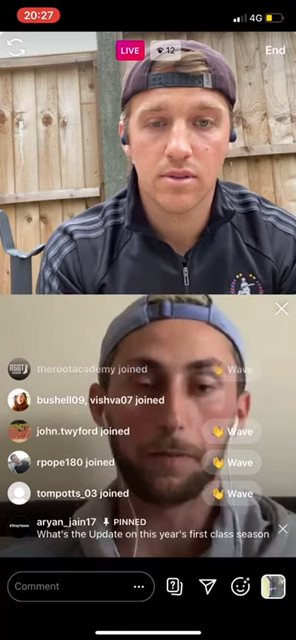 20:27
4G
LIVE
12
End
therootacademy joined
Wave
bushell09, vishva07 joined
john.twyford joined
Wave
rpope180 joined
Wave
tompotts_03 joined
Wave
aryan_jain17 PINNED
What's the Update on this year's first class season
Comment